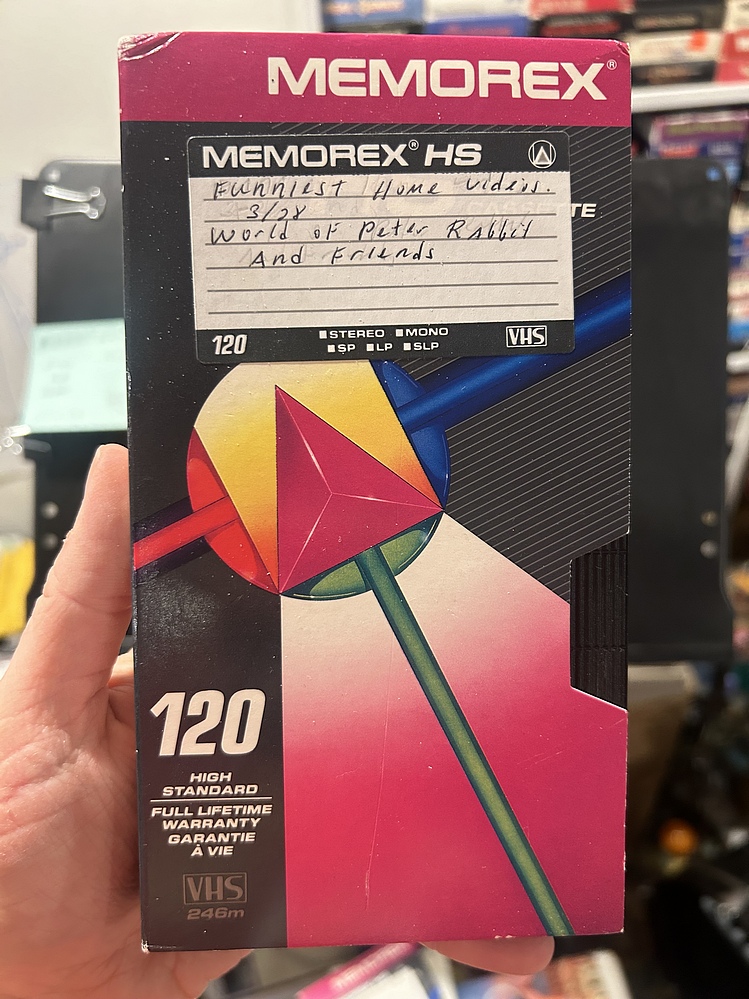 MEMOREX®
MEMOREX® HS
Funniest Home Videos.
3/28
World of Peter Rabbit
And Friends
TE
120
STEREO MONO
SP LP SLP
VHS
120
HIGH
STANDARD
FULL LIFETIME
WARRANTY
GARANTIE
À VIE
VHS
246m